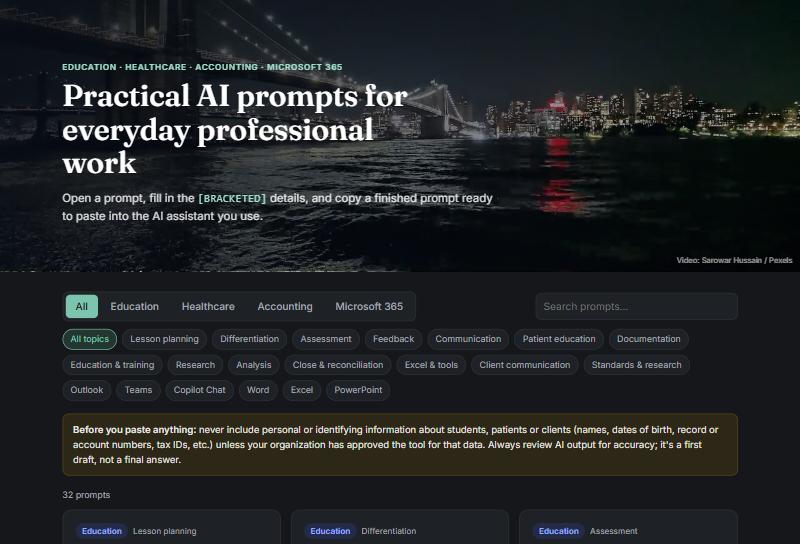 EDUCATION · HEALTHCARE · ACCOUNTING · MICROSOFT 365
Practical AI prompts for
everyday professional
work
Open a prompt, fill in the [BRACKETED] details, and copy a finished prompt ready
to paste into the AI assistant you use.
Video: Sarowar Hussain / Pexels
All Education Healthcare Accounting Microsoft 365 Search prompts...
All topics Lesson planning Differentiation Assessment Feedback Communication Patient education Documentation
Education & training Research Analysis Close & reconciliation Excel & tools Client communication Standards & research
Outlook Teams Copilot Chat Word Excel PowerPoint
Before you paste anything: never include personal or identifying information about students, patients or clients (names, dates of birth, record or
account numbers, tax IDs, etc.) unless your organization has approved the tool for that data. Always review AI output for accuracy; it's a first
draft, not a final answer.
32 prompts
Education Lesson planning Education Differentiation Education Assessment